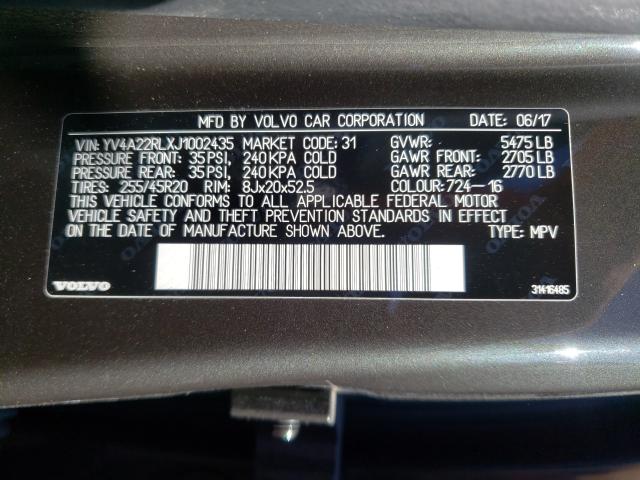 MFD BY VOLVO CAR CORPORATION DATE: 06/17
VIN: YV4A22RLXJ1002435 MARKET CODE: 31 GVWR: 5475 LB
PRESSURE FRONT: 35 PSI, 240 KPA COLD GAWR FRONT: 2705 LB
PRESSURE REAR: 35 PSI, 240 KPA COLD GAWR REAR: 2770 LB
TIRES: 255/45R20 RIM: 8Jx20x52.5 COLOUR: 724-16
THIS VEHICLE CONFORMS TO ALL APPLICABLE FEDERAL MOTOR
VEHICLE SAFETY AND THEFT PREVENTION STANDARDS IN EFFECT
ON THE DATE OF MANUFACTURE SHOWN ABOVE. TYPE: MPV
VOLVO 31416485